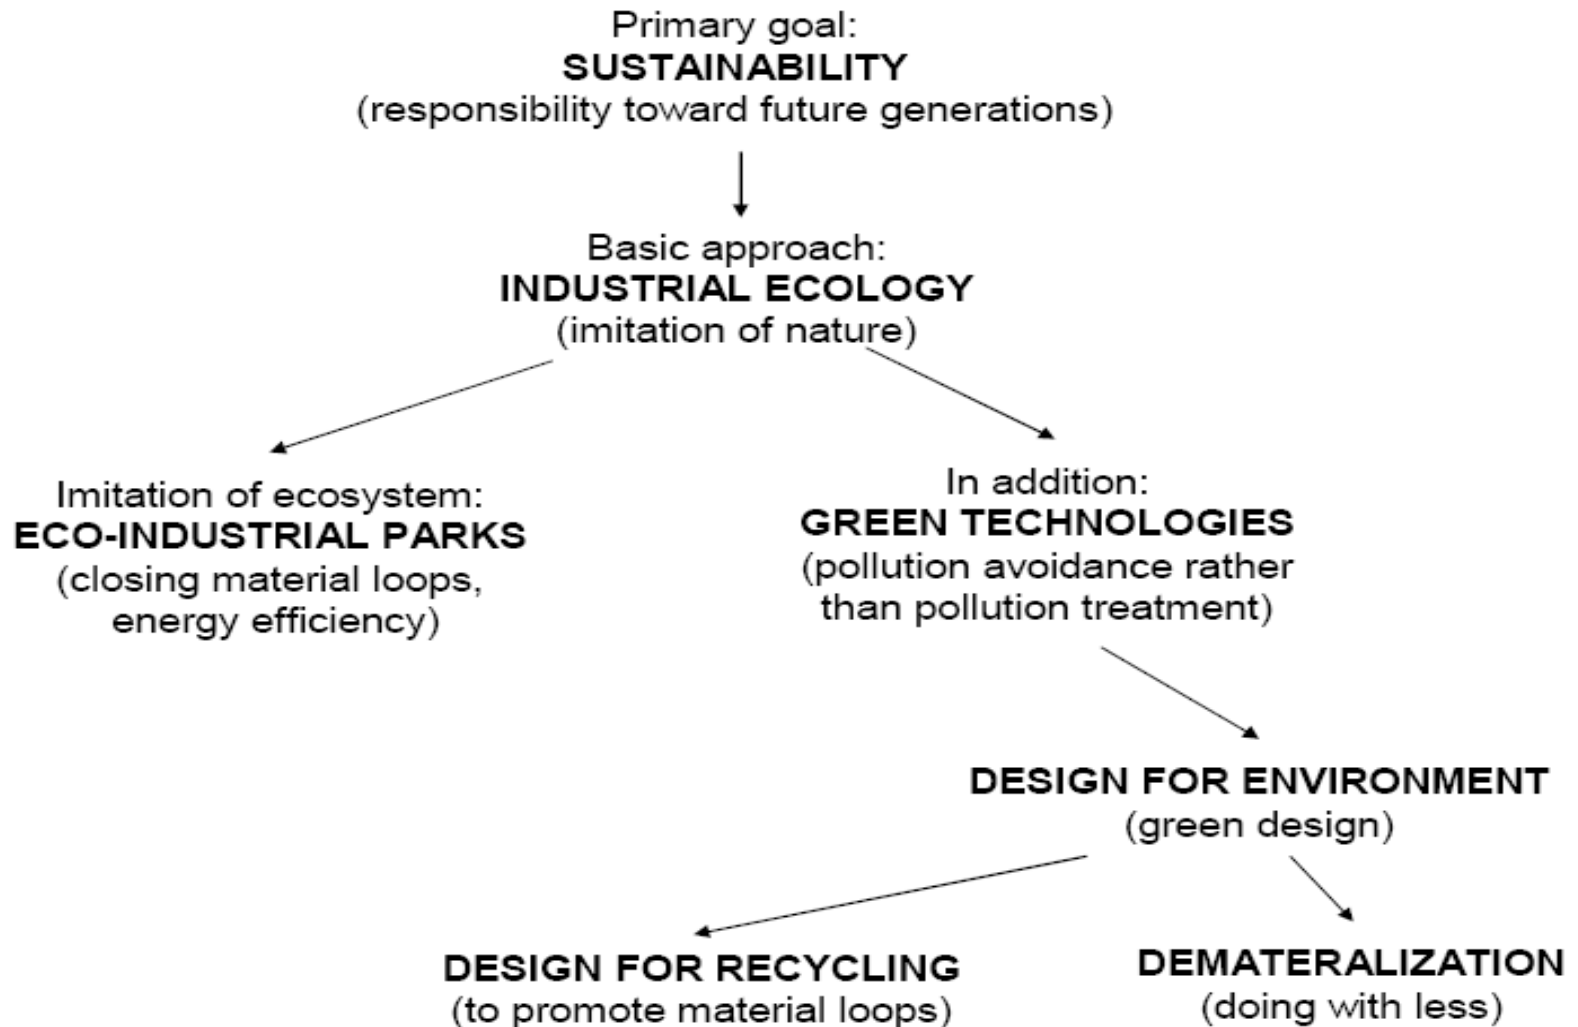 Primary goal:
SUSTAINABILITY
(responsibility toward future generations)
Basic approach:
INDUSTRIAL ECOLOGY
(imitation of nature)
Imitation of ecosystem:
ECO-INDUSTRIAL PARKS
(closing material loops,
energy efficiency)
In addition:
GREEN TECHNOLOGIES
(pollution avoidance rather
than pollution treatment)
DESIGN FOR ENVIRONMENT
(green design)
DESIGN FOR RECYCLING
(to promote material loops)
DEMATERALIZATION
(doing with less)